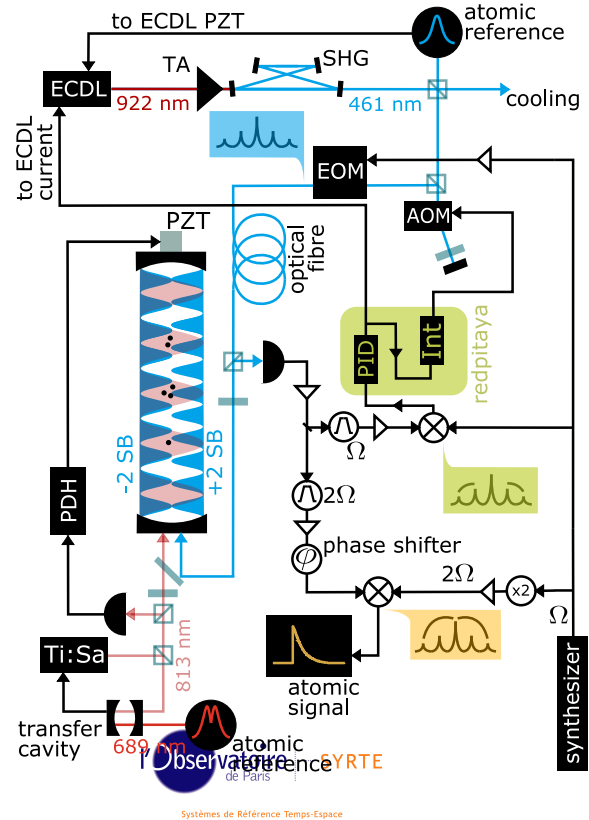 to ECDL PZT
atomic
reference
TA
SHG
ECDL
922 nm
461 nm
cooling
to ECDL
current
EOM
AOM
PZT
optical
fibre
PID
Int
redpitaya
-2 SB
+2 SB
Ω
2Ω
PDH
φ
phase shifter
2Ω
x2
Ω
Ti:Sa
813 nm
atomic
signal
synthesizer
transfer
cavity
689 nm
atomic
reference
l'Observatoire
de Paris
SYRTE
Systèmes de Référence Temps-Espace